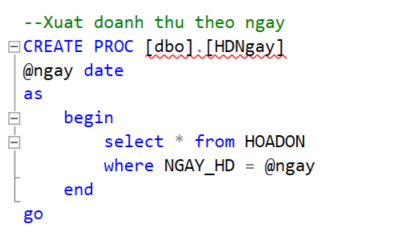 --Xuat doanh thu theo ngay
CREATE PROC [dbo].[HDNgay]
@ngay date
as
begin
select * from HOADON
where NGAY_HD = @ngay
end
go